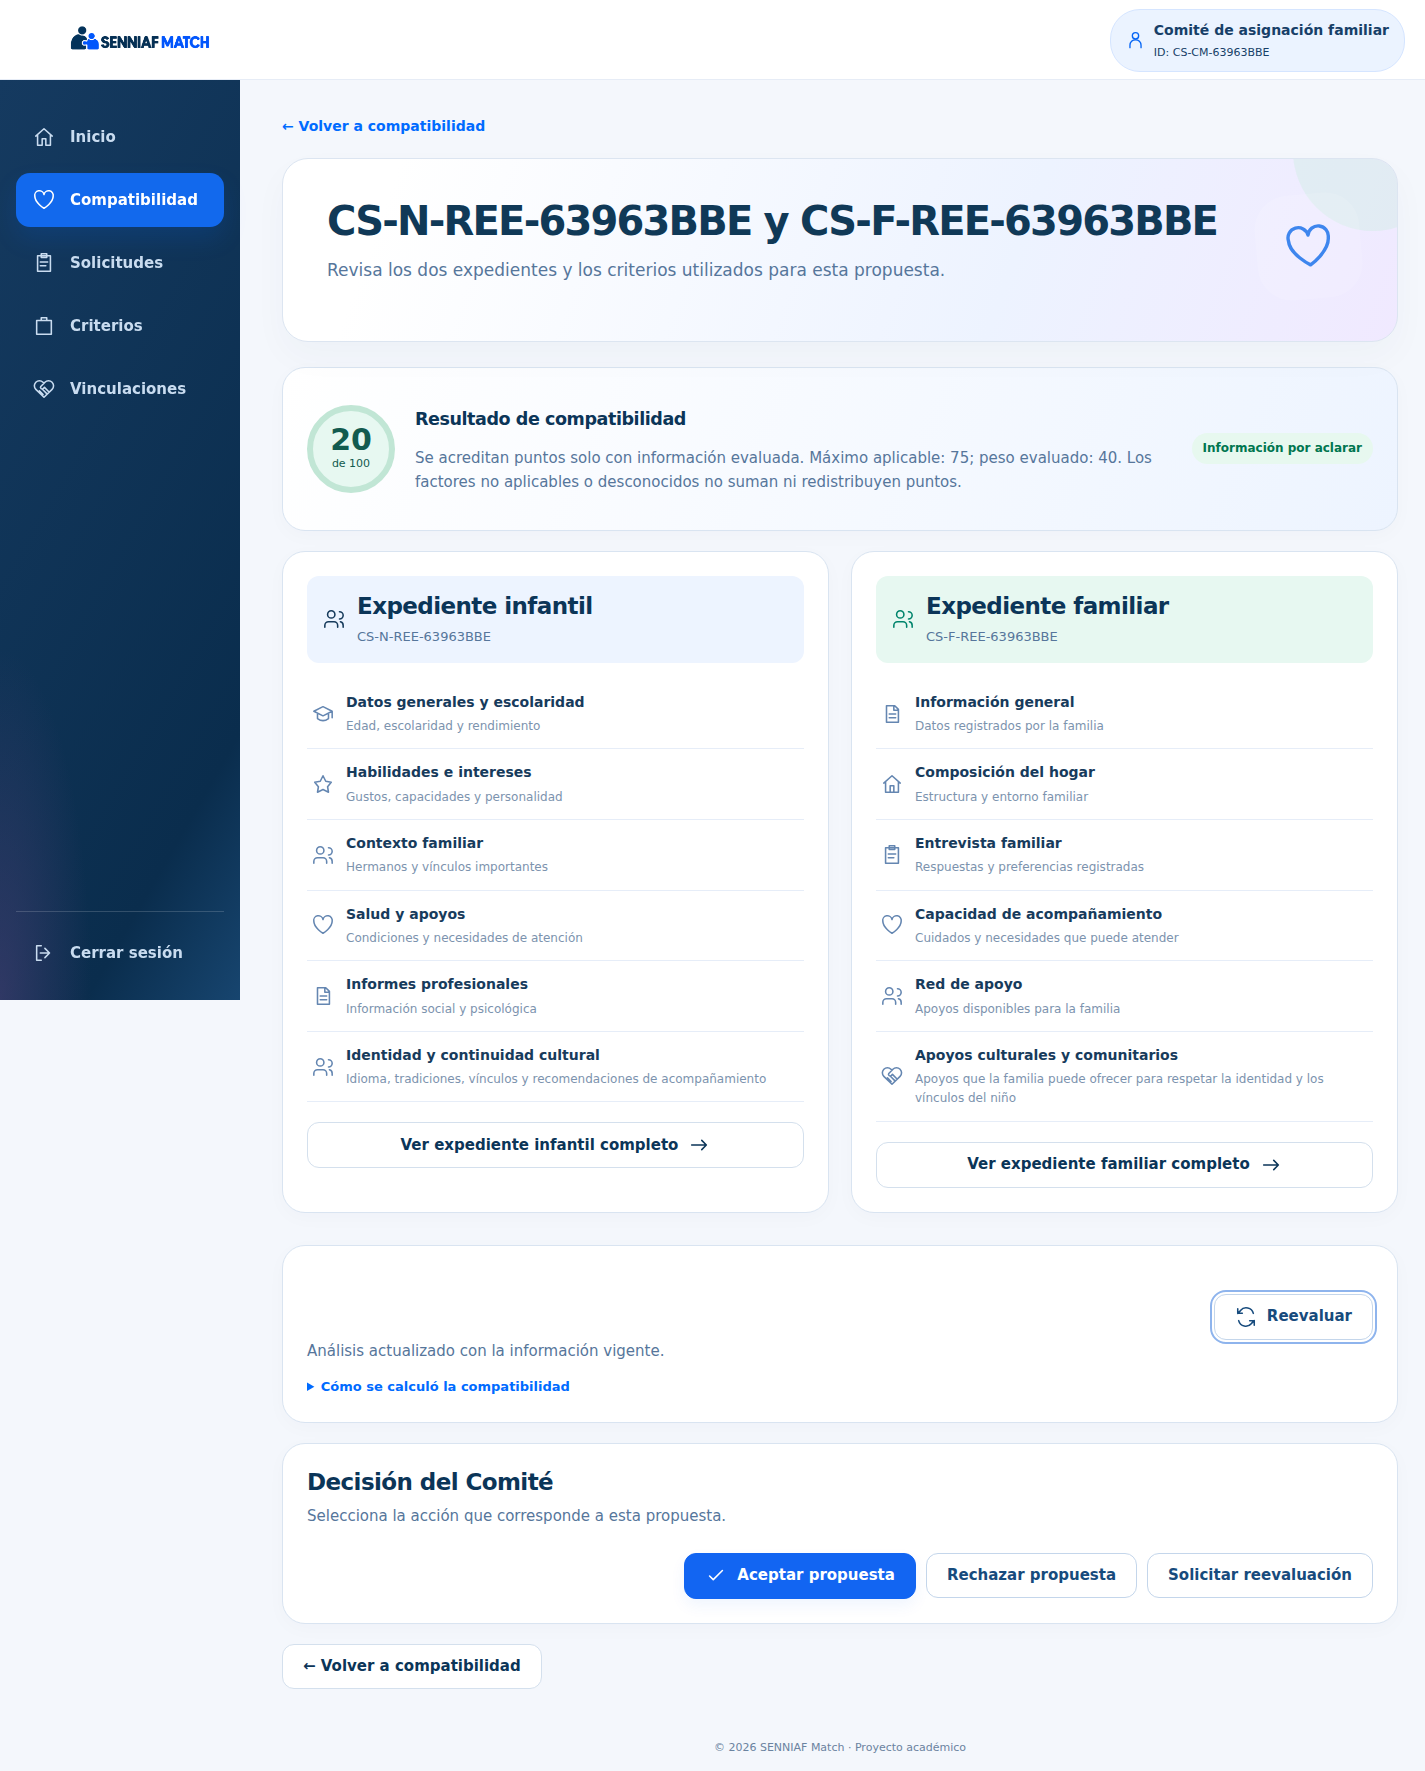 SENNIAF MATCH
Comité de asignación familiar
ID: CS-CM-63963BBE
Inicio
Compatibilidad
Solicitudes
Criterios
Vinculaciones
Cerrar sesión
← Volver a compatibilidad
CS-N-REE-63963BBE y CS-F-REE-63963BBE
Revisa los dos expedientes y los criterios utilizados para esta propuesta.
20
de 100
Resultado de compatibilidad
Se acreditan puntos solo con información evaluada. Máximo aplicable: 75; peso evaluado: 40. Los
factores no aplicables o desconocidos no suman ni redistribuyen puntos.
Información por aclarar
Expediente infantil
CS-N-REE-63963BBE
Datos generales y escolaridad
Edad, escolaridad y rendimiento
Habilidades e intereses
Gustos, capacidades y personalidad
Contexto familiar
Hermanos y vínculos importantes
Salud y apoyos
Condiciones y necesidades de atención
Informes profesionales
Información social y psicológica
Identidad y continuidad cultural
Idioma, tradiciones, vínculos y recomendaciones de acompañamiento
Ver expediente infantil completo →
Expediente familiar
CS-F-REE-63963BBE
Información general
Datos registrados por la familia
Composición del hogar
Estructura y entorno familiar
Entrevista familiar
Respuestas y preferencias registradas
Capacidad de acompañamiento
Cuidados y necesidades que puede atender
Red de apoyo
Apoyos disponibles para la familia
Apoyos culturales y comunitarios
Apoyos que la familia puede ofrecer para respetar la identidad y los
vínculos del niño
Ver expediente familiar completo →
Reevaluar
Análisis actualizado con la información vigente.
Cómo se calculó la compatibilidad
Decisión del Comité
Selecciona la acción que corresponde a esta propuesta.
Aceptar propuesta
Rechazar propuesta
Solicitar reevaluación
← Volver a compatibilidad
© 2026 SENNIAF Match · Proyecto académico